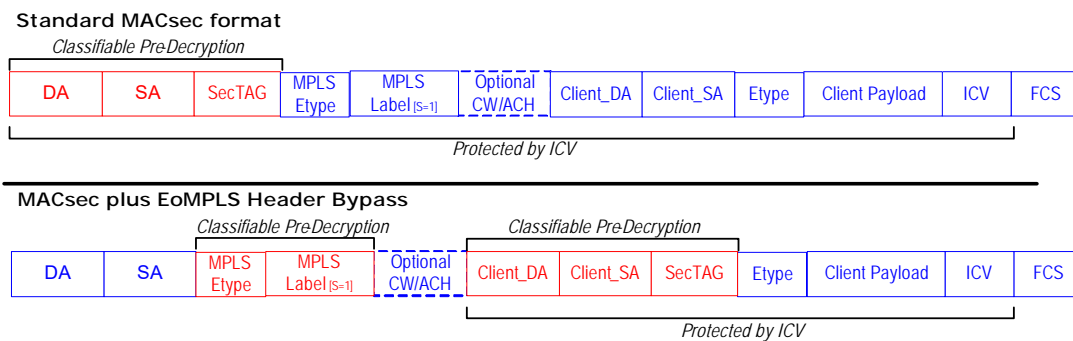 Standard MACsec format
Classifiable Pre-Decryption
DA SA SecTAG MPLS Etype MPLS Label [S=1] Optional CW/ACH Client_DA Client_SA Etype Client Payload ICV FCS
Protected by ICV
MACsec plus EoMPLS Header Bypass
Classifiable Pre-Decryption Classifiable Pre-Decryption
DA SA MPLS Etype MPLS Label [S=1] Optional CW/ACH Client_DA Client_SA SecTAG Etype Client Payload ICV FCS
Protected by ICV